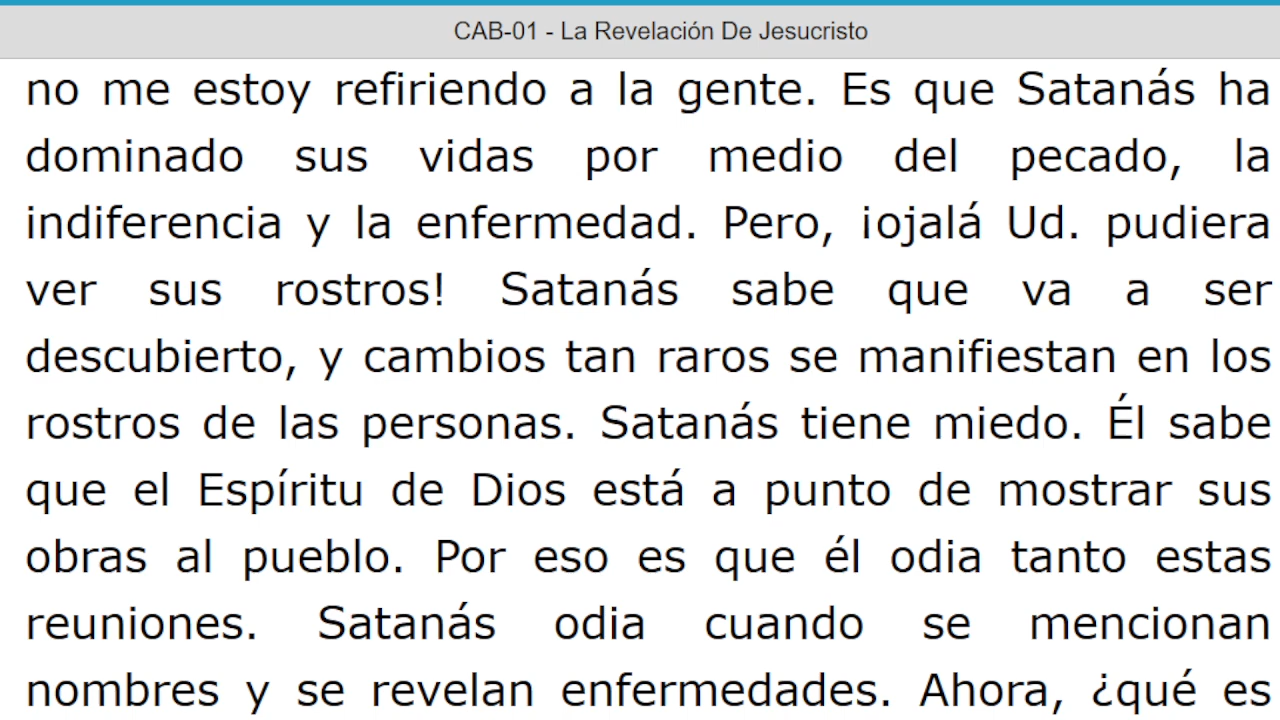 CAB-01 - La Revelación De Jesucristo
no me estoy refiriendo a la gente. Es que Satanás ha
dominado sus vidas por medio del pecado, la
indiferencia y la enfermedad. Pero, ¡ojalá Ud. pudiera
ver sus rostros! Satanás sabe que va a ser
descubierto, y cambios tan raros se manifiestan en los
rostros de las personas. Satanás tiene miedo. Él sabe
que el Espíritu de Dios está a punto de mostrar sus
obras al pueblo. Por eso es que él odia tanto estas
reuniones. Satanás odia cuando se mencionan
nombres y se revelan enfermedades. Ahora, ¿qué es